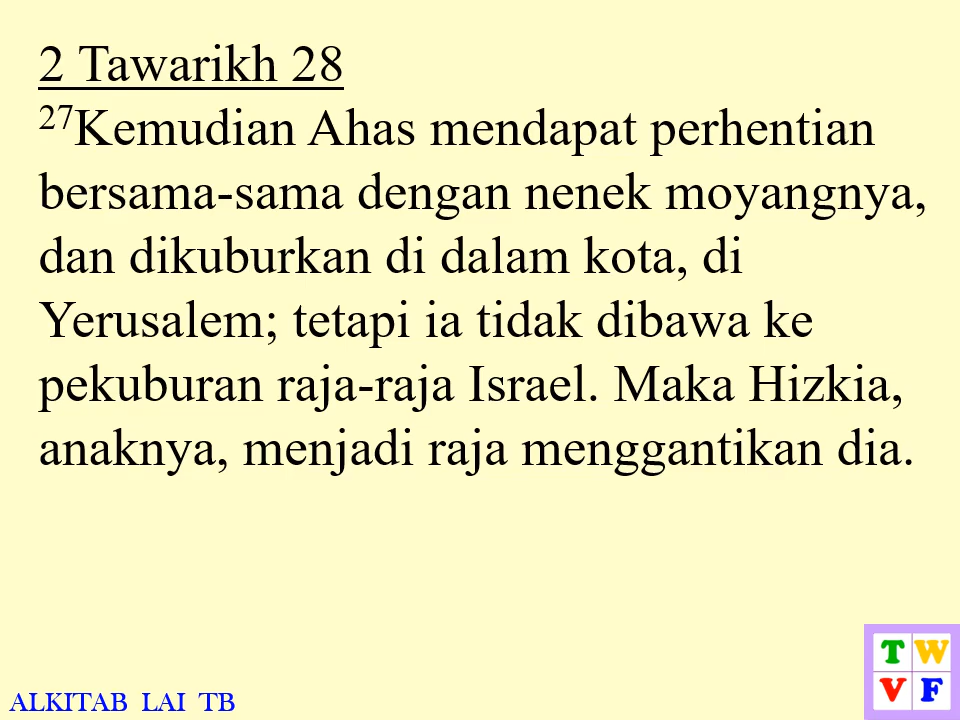 2 Tawarikh 28
27Kemudian Ahas mendapat perhentian
bersama-sama dengan nenek moyangnya,
dan dikuburkan di dalam kota, di
Yerusalem; tetapi ia tidak dibawa ke
pekuburan raja-raja Israel. Maka Hizkia,
anaknya, menjadi raja menggantikan dia.
T W
V F
ALKITAB LAI TB